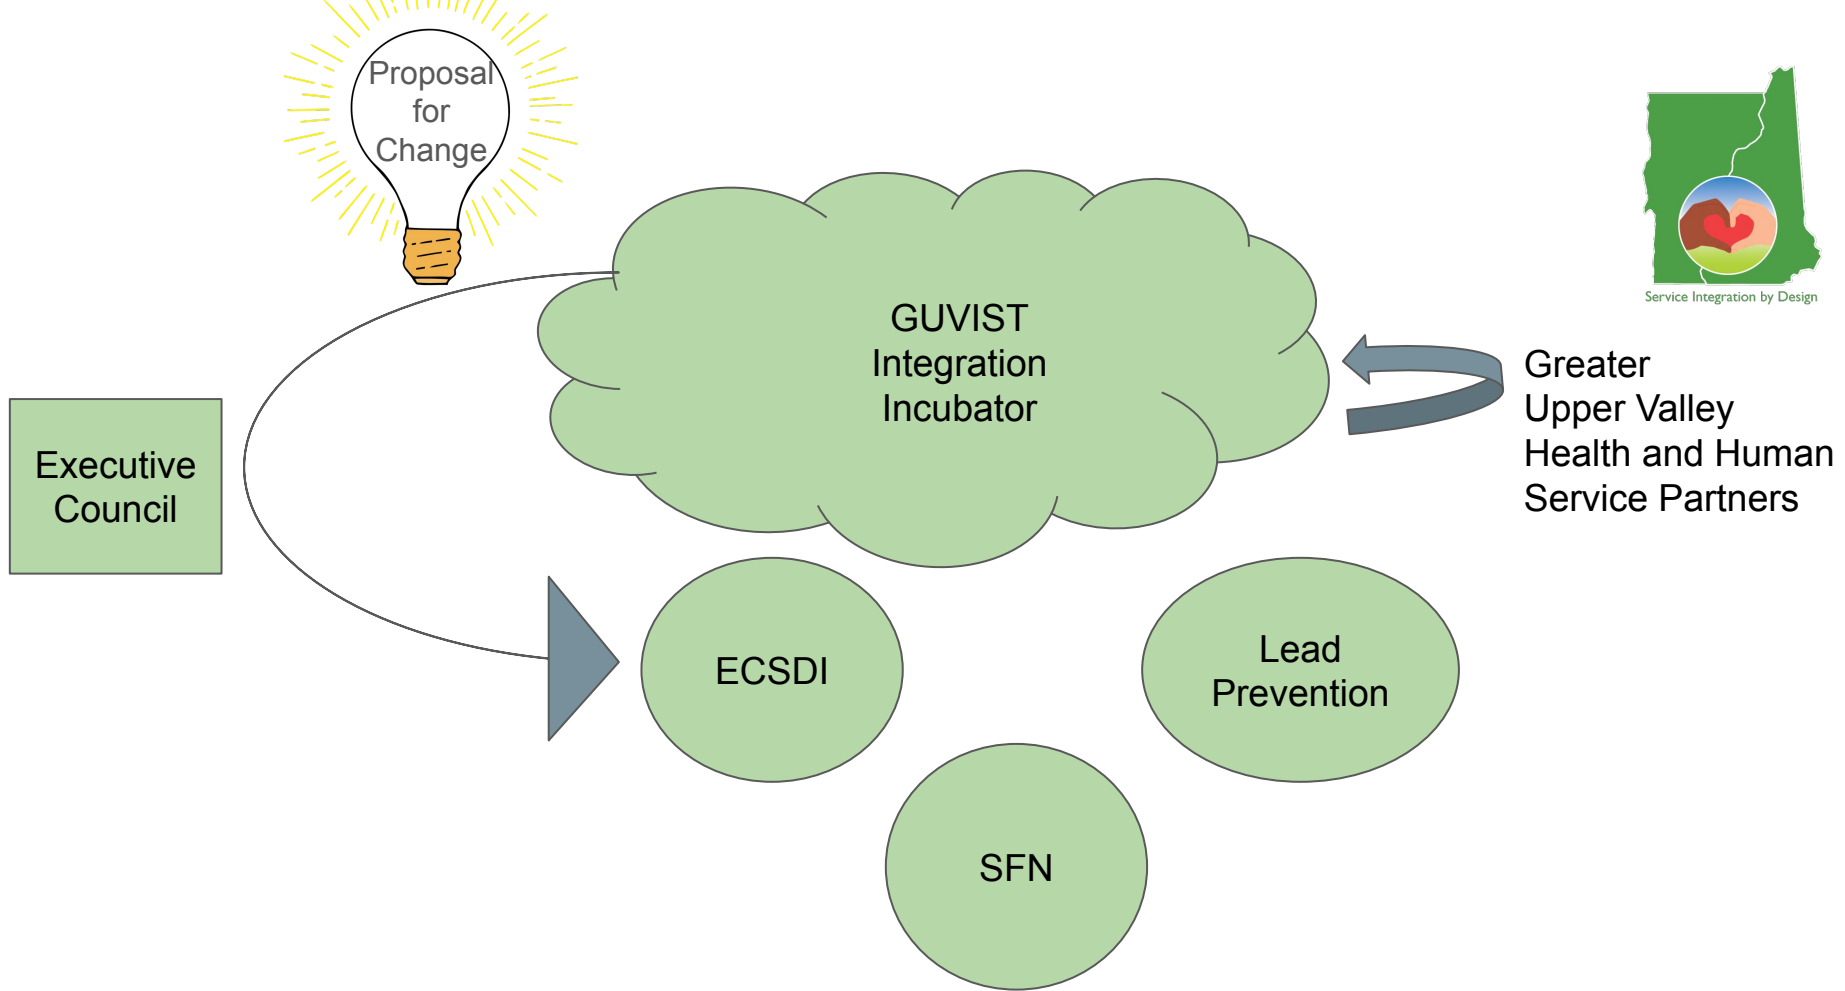 Proposal
for
Change
GUVIST
Integration
Incubator
Service Integration by Design
Greater
Upper Valley
Health and Human
Service Partners
Executive
Council
ECSDI
Lead
Prevention
SFN